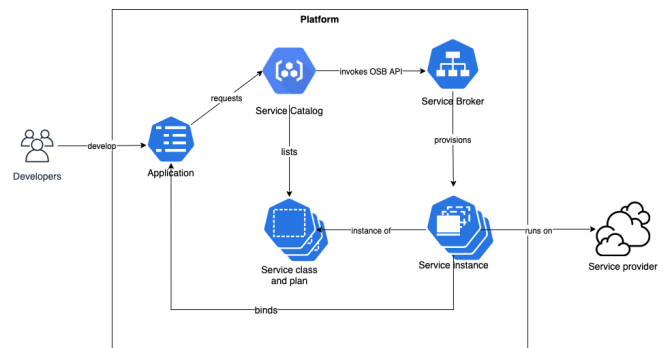 Platform
invokes OSB API
Service Catalog
Service Broker
requests
develop
Developers
Application
lists
provisions
instance of
runs on
Service class
and plan
Service instance
Service provider
binds